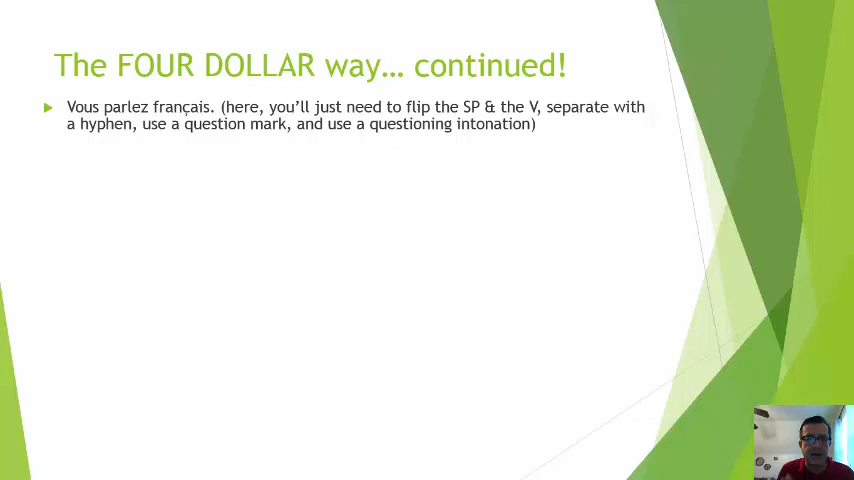 The FOUR DOLLAR way… continued!
Vous parlez français. (here, you’ll just need to flip the SP & the V, separate with
a hyphen, use a question mark, and use a questioning intonation)